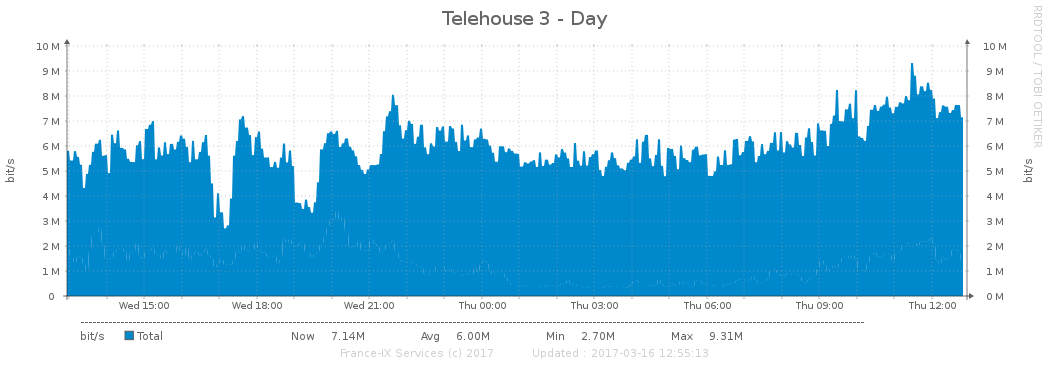 Telehouse 3 - Day
RRDTOOL / TOBI OETIKER
bit/s
bit/s
10 M 10 M
9 M 9 M
8 M 8 M
7 M 7 M
6 M 6 M
5 M 5 M
4 M 4 M
3 M 3 M
2 M 2 M
1 M 1 M
0 0 M
Wed 15:00 Wed 18:00 Wed 21:00 Thu 00:00 Thu 03:00 Thu 06:00 Thu 09:00 Thu 12:00
bit/s Total Now 7.14M Avg 6.00M Min 2.70M Max 9.31M
France-IX Services (c) 2017 Updated : 2017-03-16 12:55:13